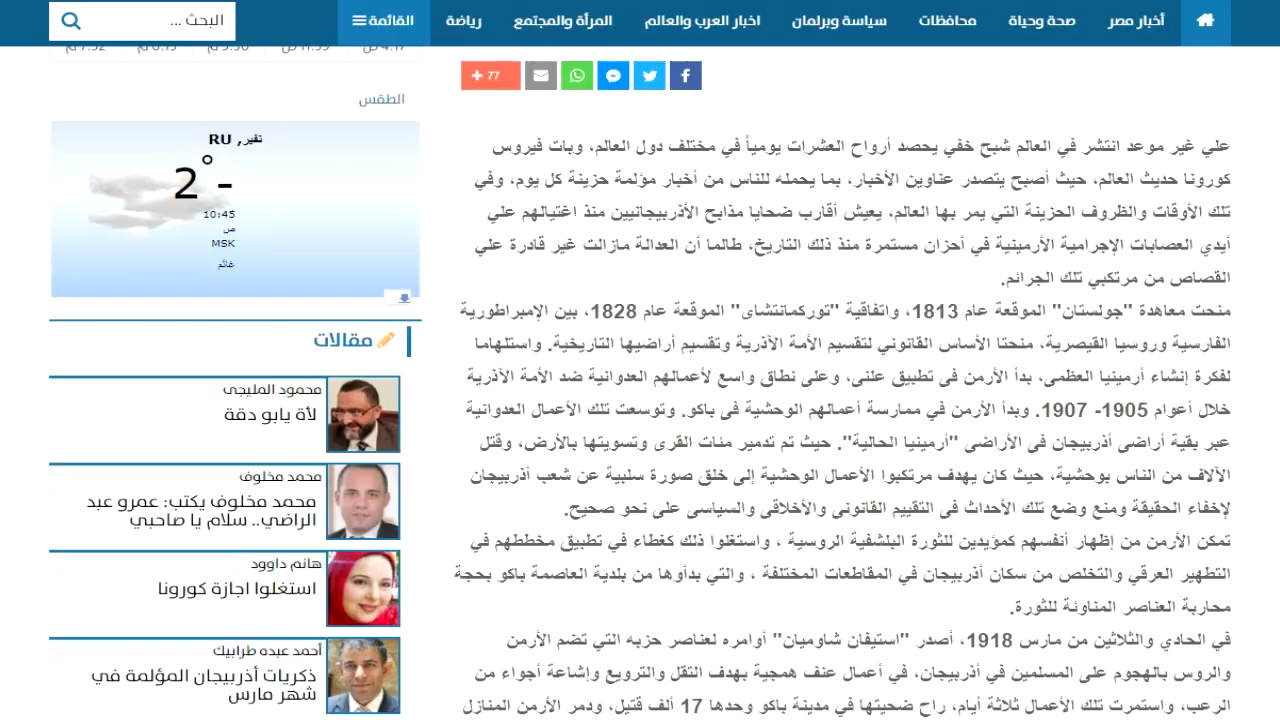 أخبار مصر
صحة وحياة
محافظات
سياسة وبرلمان
اخبار العرب والعالم
المرأة والمجتمع
رياضة
القائمة
البحث ...
77
علي غير موعد انتشر في العالم شبح خفي يحصد أرواح العشرات يومياً في مختلف دول العالم، وبات فيروس
كورونا حديث العالم، حيث أصبح يتصدر عناوين الأخبار، بما يحمله للناس من أخبار مؤلمة حزينة كل يوم، وفي
تلك الأوقات والظروف الحزينة التي يمر بها العالم، يعيش أقارب ضحايا مذابح الأذربيجانيين منذ اغتيالهم علي
أيدي العصابات الإجرامية الأرمينية في أحزان مستمرة منذ ذلك التاريخ، طالما أن العدالة مازالت غير قادرة علي
القصاص من مرتكبي تلك الجرائم.
منحت معاهدة "جولستان" الموقعة عام 1813، واتفاقية "توركمانتشاى" الموقعة عام 1828، بين الإمبراطورية
الفارسية وروسيا القيصرية، منحتا الأساس القانوني لتقسيم الأمة الآذرية وتقسيم أراضيها التاريخية. واستلهاما
لفكرة إنشاء أرمينيا العظمى، بدأ الأرمن في تطبيق علنى، وعلى نطاق واسع لأعمالهم العدوانية ضد الأمة الآذرية
خلال أعوام 1905- 1907. وبدأ الأرمن في ممارسة أعمالهم الوحشية فى باكو. وتوسعت تلك الأعمال العدوانية
عبر بقية أراضى أذربيجان فى الأراضى "أرمينيا الحالية". حيث تم تدمير مئات القرى وتسويتها بالأرض، وقتل
الآلاف من الناس بوحشية، حيث كان يهدف مرتكبوا الأعمال الوحشية إلى خلق صورة سلبية عن شعب أذربيجان
لإخفاء الحقيقة ومنع وضع تلك الأحداث فى التقييم القانونى والأخلاقى والسياسى على نحو صحيح.
تمكن الأرمن من إظهار أنفسهم كمؤيدين للثورة البلشفية الروسية ، واستغلوا ذلك كغطاء في تطبيق مخططهم في
التطهير العرقي والتخلص من سكان أذربيجان في المقاطعات المختلفة ، والتي بدأوها من بلدية العاصمة باكو بحجة
محاربة العناصر المناوئة للثورة.
في الحادي والثلاثين من مارس 1918، أصدر "استيفان شاوميان" أوامره لعناصر حزبه التي تضم الأرمن
والروس بالهجوم على المسلمين في أذربيجان، في أعمال عنف همجية بهدف التقل والترويع وإشاعة أجواء من
الرعب، واستمرت تلك الأعمال ثلاثة أيام، راح ضحيتها في مدينة باكو وحدها 17 ألف قتيل، ودمر الأرمن المنازل
الطقس
تقير, RU
2°-
10:45
ص
MSK
غائم
مقالات
محمود المليجى
لأة يابو دقة
محمد مخلوف
محمد مخلوف يكتب: عمرو عبد
الراضي.. سلام يا صاحبي
هانم داوود
استغلوا اجازة كورونا
أحمد عبده طرابيك
ذكريات أذربيجان المؤلمة في
شهر مارس